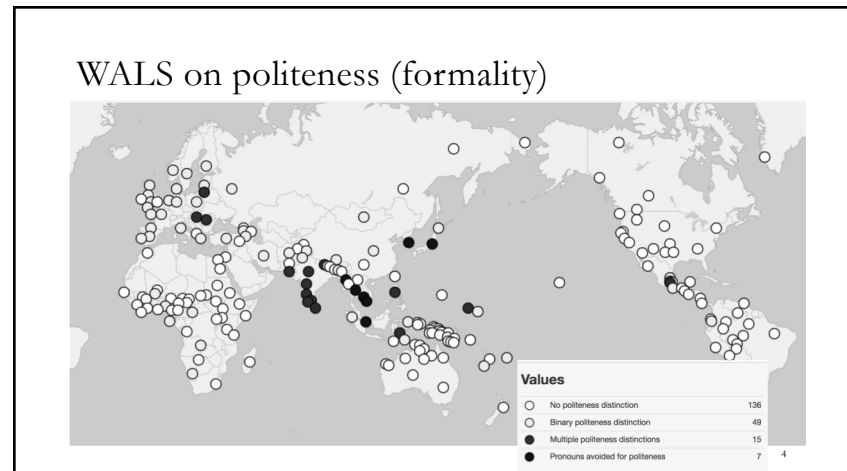 WALS on politeness (formality)
Values
No politeness distinction 136
Binary politeness distinction 49
Multiple politeness distinctions 15
Pronouns avoided for politeness 7
4